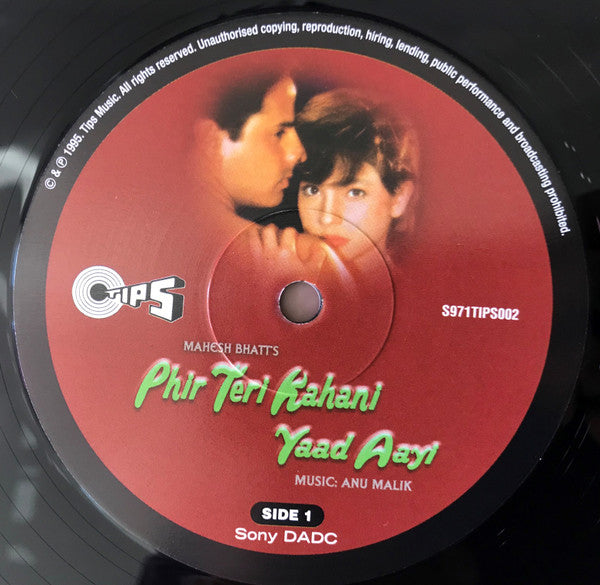 © & ℗ 1995. Tips Music. All rights reserved. Unauthorised copying, reproduction, hiring, lending, public performance and broadcasting prohibited.
TIPS
S971TIPS002
MAHESH BHATT'S
Phir Teri Kahani
Yaad Aayi
MUSIC: ANU MALIK
SIDE 1
Sony DADC